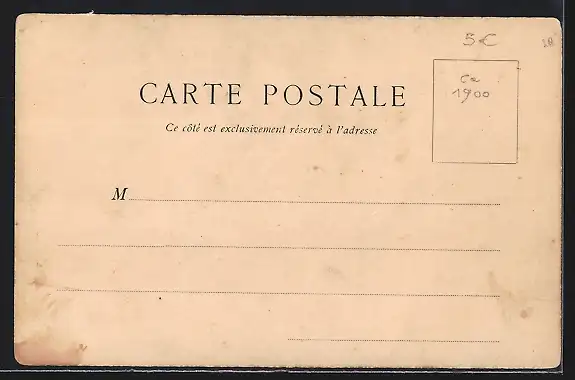 5€
CARTE POSTALE
Ce côté est exclusivement réservé à l'adresse
ca
1900
M